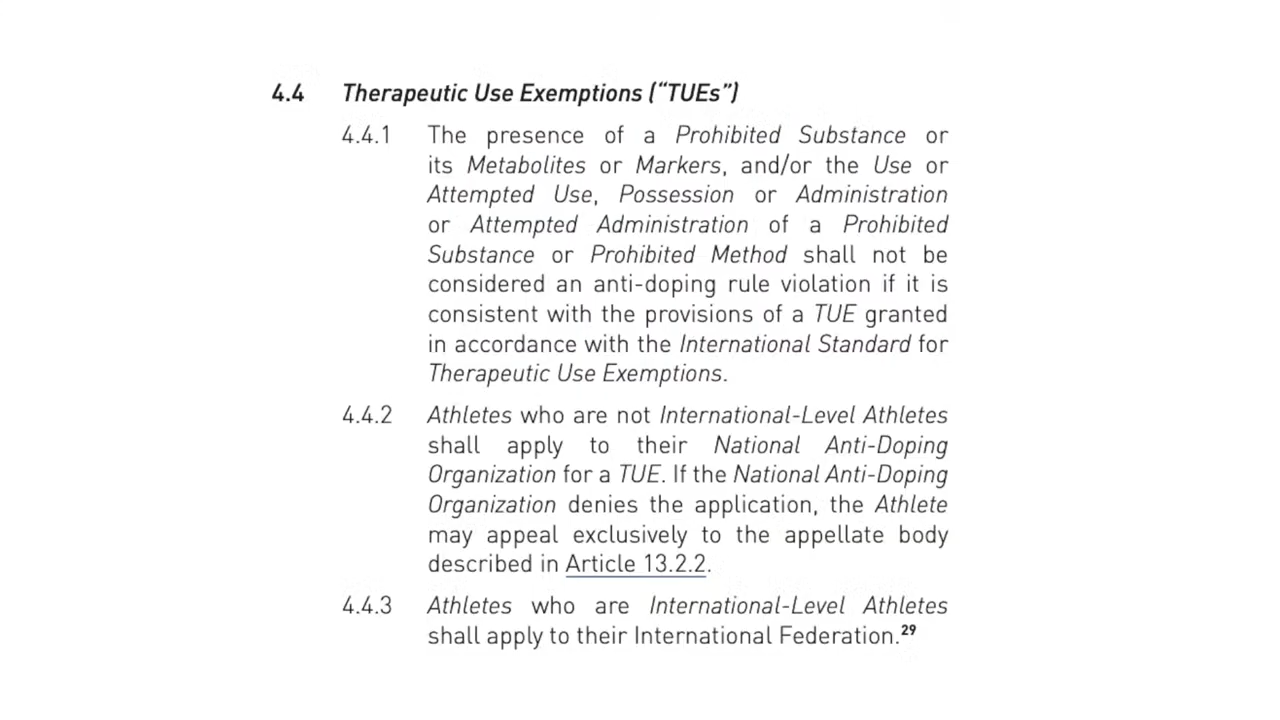 4.4 Therapeutic Use Exemptions (“TUEs”)
4.4.1 The presence of a Prohibited Substance or
its Metabolites or Markers, and/or the Use or
Attempted Use, Possession or Administration
or Attempted Administration of a Prohibited
Substance or Prohibited Method shall not be
considered an anti-doping rule violation if it is
consistent with the provisions of a TUE granted
in accordance with the International Standard for
Therapeutic Use Exemptions.
4.4.2 Athletes who are not International-Level Athletes
shall apply to their National Anti-Doping
Organization for a TUE. If the National Anti-Doping
Organization denies the application, the Athlete
may appeal exclusively to the appellate body
described in Article 13.2.2.
4.4.3 Athletes who are International-Level Athletes
shall apply to their International Federation.29